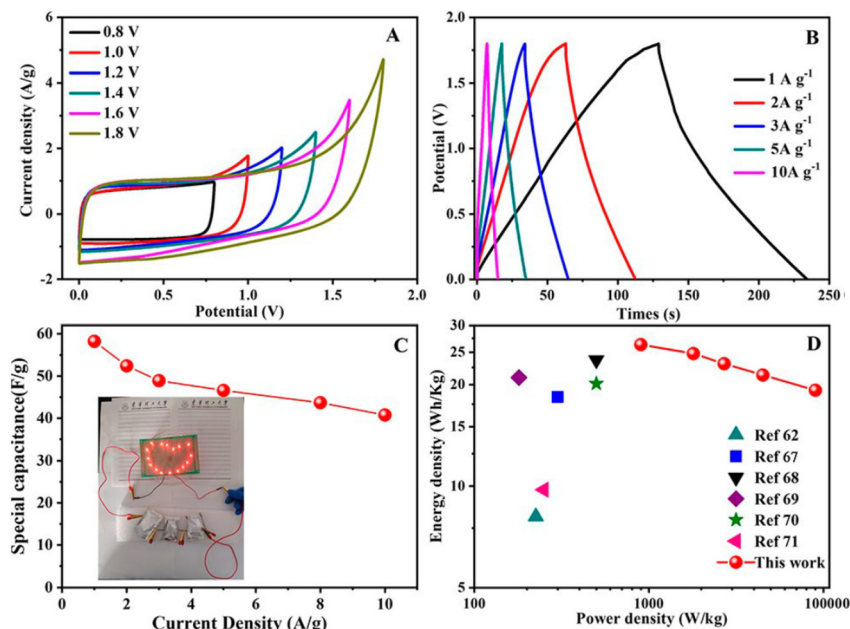 A
0.8 V
1.0 V
1.2 V
1.4 V
1.6 V
1.8 V
Current density (A/g)
6
4
2
0
-2
0.0
0.5
1.0
1.5
2.0
Potential (V)
B
1 A g-1
2A g-1
3A g-1
5A g-1
10A g-1
Potential (V)
2.0
1.5
1.0
0.5
0.0
0
50
100
150
200
250
Times (s)
C
Special capacitance(F/g)
60
50
40
30
20
10
0
0
2
4
6
8
10
Current Density (A/g)
D
Energy density (Wh/Kg)
30
25
20
15
10
5
Ref 62
Ref 67
Ref 68
Ref 69
Ref 70
Ref 71
This work
100
1000
100000
Power density (W/kg)